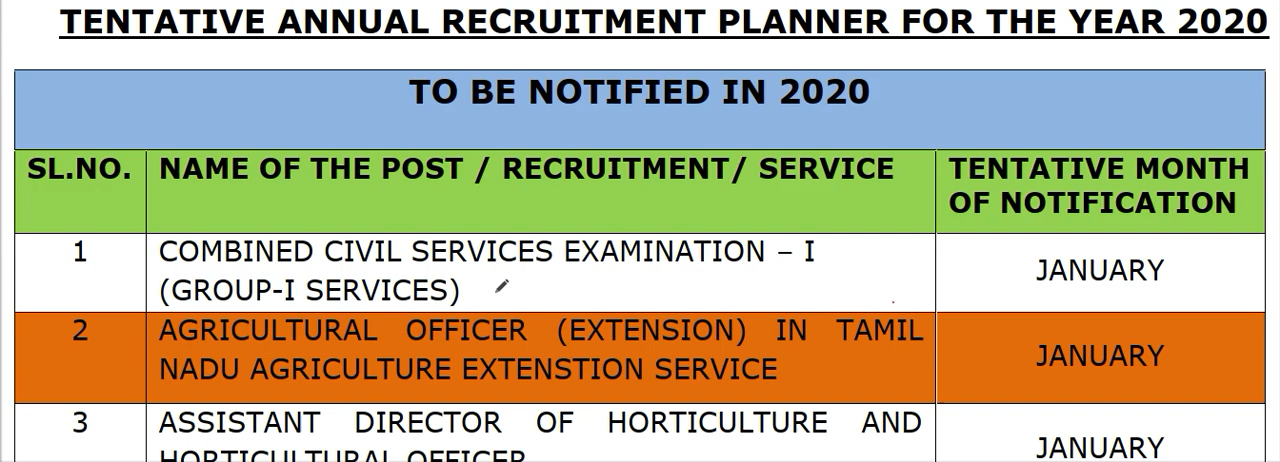 TENTATIVE ANNUAL RECRUITMENT PLANNER FOR THE YEAR 2020
TO BE NOTIFIED IN 2020
SL.NO. NAME OF THE POST / RECRUITMENT/ SERVICE TENTATIVE MONTH
OF NOTIFICATION
1 COMBINED CIVIL SERVICES EXAMINATION – I
(GROUP-I SERVICES) JANUARY
2 AGRICULTURAL OFFICER (EXTENSION) IN TAMIL
NADU AGRICULTURE EXTENSTION SERVICE JANUARY
3 ASSISTANT DIRECTOR OF HORTICULTURE AND
HORTICULTURAL OFFICER JANUARY